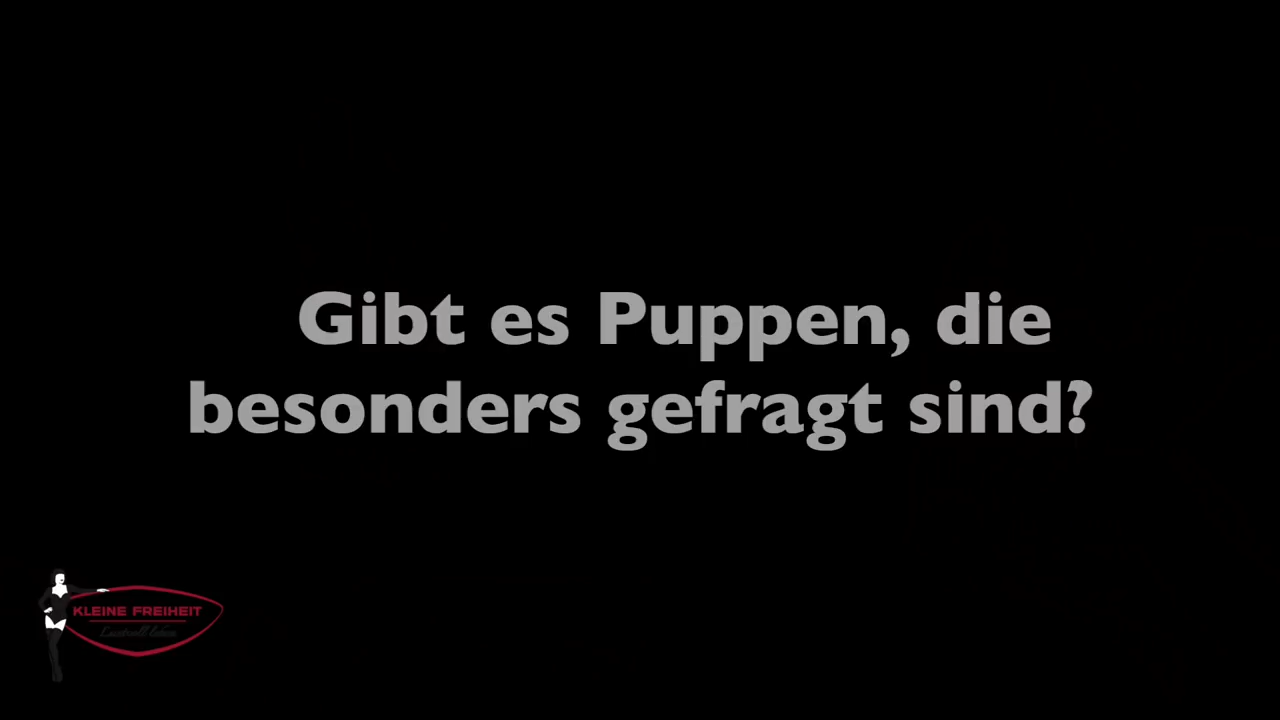 Gibt es Puppen, die
besonders gefragt sind?
KLEINE FREIHEIT